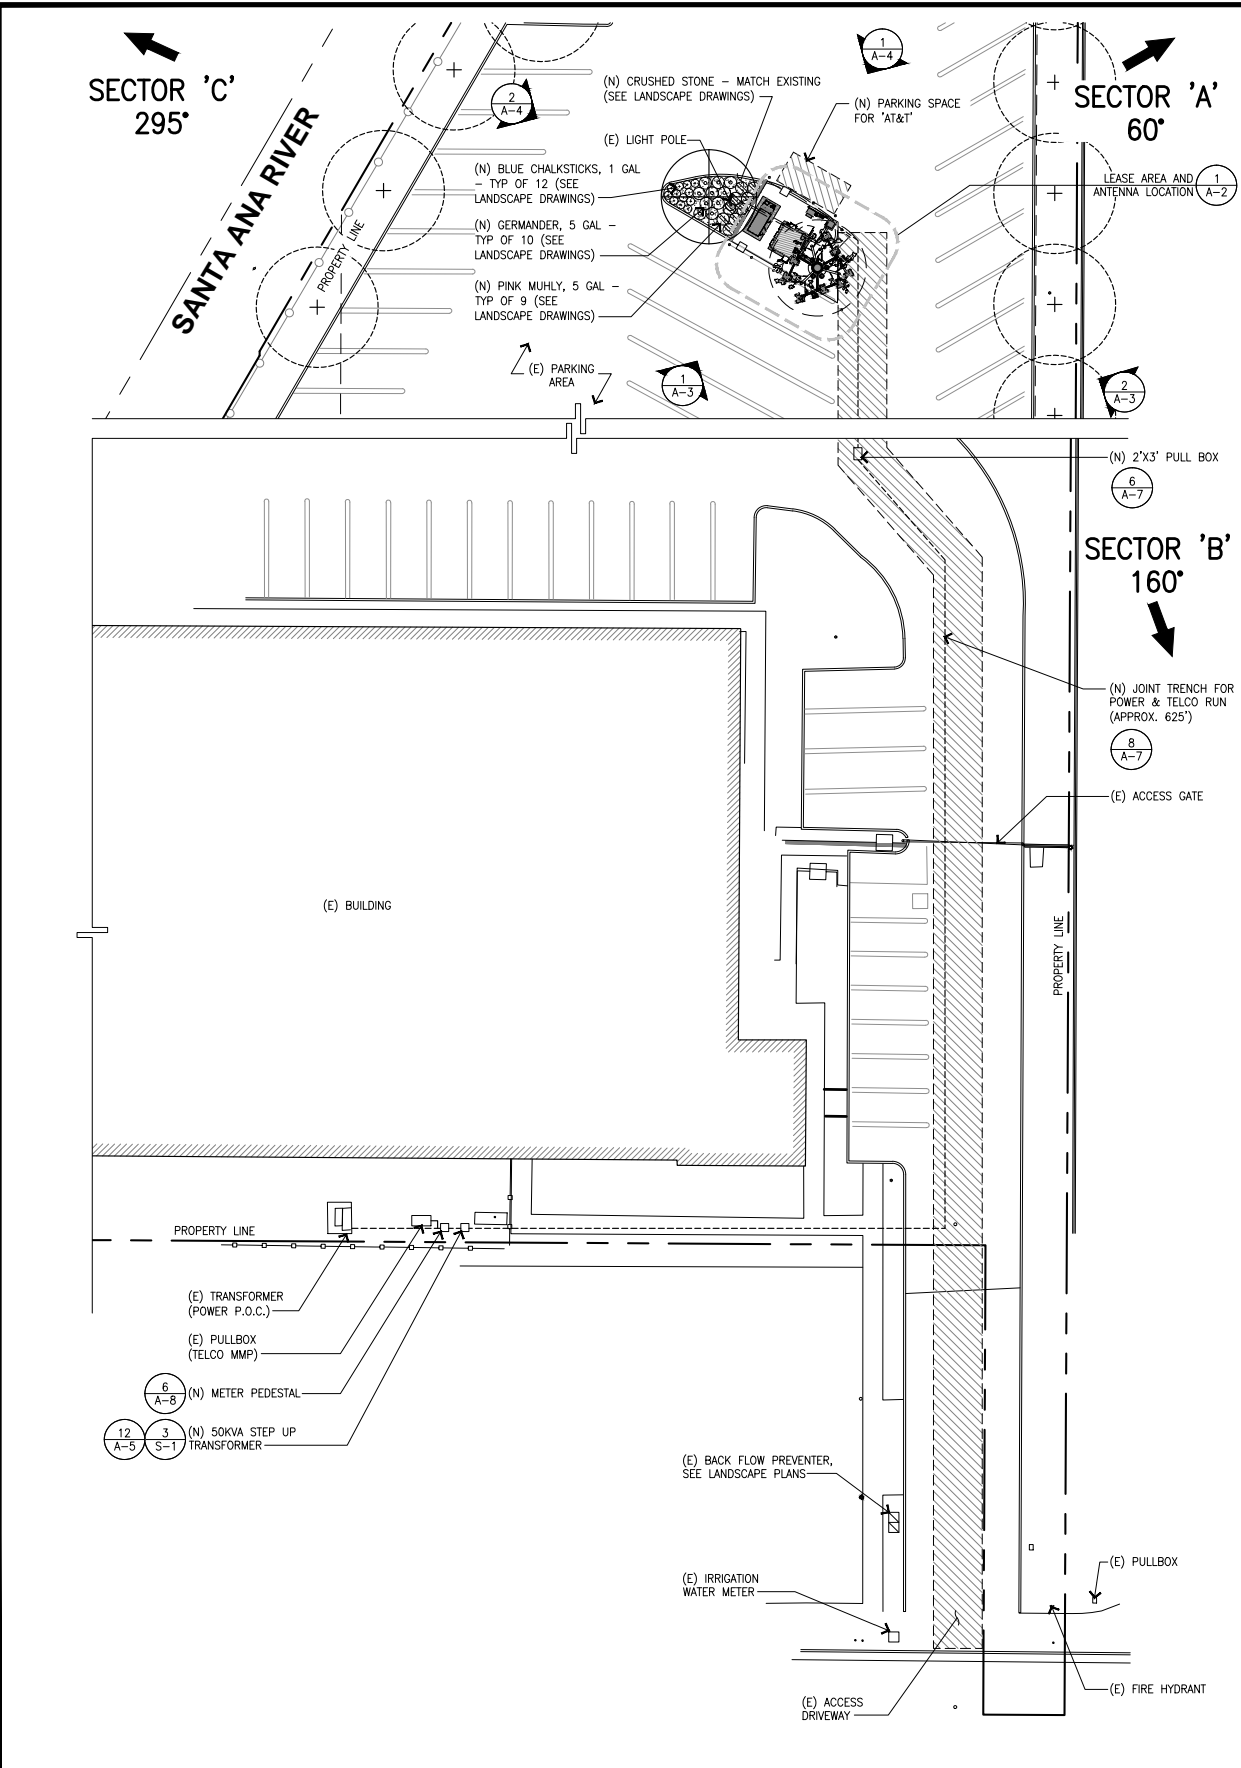 SECTOR 'C'
295°
SANTA ANA RIVER
PROPERTY LINE
2
A-4
1
A-4
SECTOR 'A'
60°
(N) CRUSHED STONE - MATCH EXISTING
(SEE LANDSCAPE DRAWINGS)
(N) PARKING SPACE
FOR 'AT&T'
(E) LIGHT POLE
LEASE AREA AND
ANTENNA LOCATION
1
A-2
(N) BLUE CHALKSTICKS, 1 GAL
- TYP OF 12 (SEE
LANDSCAPE DRAWINGS)
(N) GERMANDER, 5 GAL -
TYP OF 10 (SEE
LANDSCAPE DRAWINGS)
(N) PINK MUHLY, 5 GAL -
TYP OF 9 (SEE
LANDSCAPE DRAWINGS)
(E) PARKING
AREA
1
A-3
2
A-3
(N) 2'X3' PULL BOX
6
A-7
SECTOR 'B'
160°
(N) JOINT TRENCH FOR
POWER & TELCO RUN
(APPROX. 625')
8
A-7
(E) ACCESS GATE
(E) BUILDING
PROPERTY LINE
PROPERTY LINE
(E) TRANSFORMER
(POWER P.O.C.)
(E) PULLBOX
(TELCO MMP)
6
A-8
(N) METER PEDESTAL
12
A-5
3
S-1
(N) 50KVA STEP UP
TRANSFORMER
(E) BACK FLOW PREVENTER,
SEE LANDSCAPE PLANS
(E) IRRIGATION
WATER METER
(E) PULLBOX
(E) FIRE HYDRANT
(E) ACCESS
DRIVEWAY